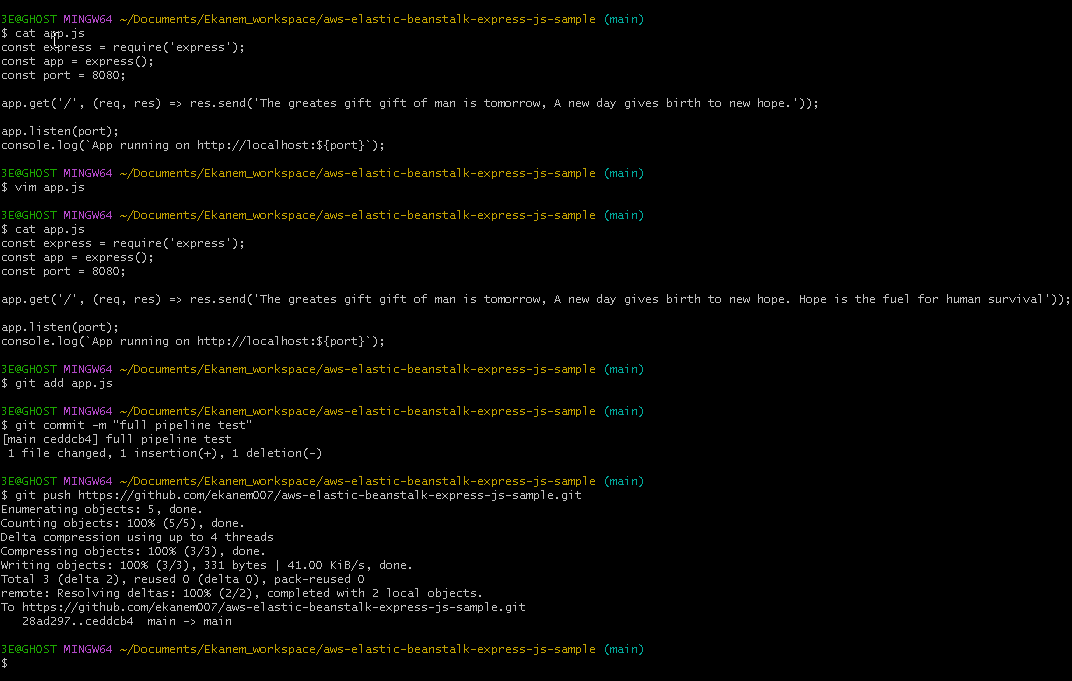 3E@GHOST MINGW64 ~/Documents/Ekanem_workspace/aws-elastic-beanstalk-express-js-sample (main)
$ cat app.js
const express = require('express');
const app = express();
const port = 8080;
app.get('/', (req, res) => res.send('The greates gift gift of man is tomorrow, A new day gives birth to new hope.'));
app.listen(port);
console.log(`App running on http://localhost:${port}`);
3E@GHOST MINGW64 ~/Documents/Ekanem_workspace/aws-elastic-beanstalk-express-js-sample (main)
$ vim app.js
3E@GHOST MINGW64 ~/Documents/Ekanem_workspace/aws-elastic-beanstalk-express-js-sample (main)
$ cat app.js
const express = require('express');
const app = express();
const port = 8080;
app.get('/', (req, res) => res.send('The greates gift gift of man is tomorrow, A new day gives birth to new hope. Hope is the fuel for human survival'));
app.listen(port);
console.log(`App running on http://localhost:${port}`);
3E@GHOST MINGW64 ~/Documents/Ekanem_workspace/aws-elastic-beanstalk-express-js-sample (main)
$ git add app.js
3E@GHOST MINGW64 ~/Documents/Ekanem_workspace/aws-elastic-beanstalk-express-js-sample (main)
$ git commit -m "full pipeline test"
[main ceddcb4] full pipeline test
1 file changed, 1 insertion(+), 1 deletion(-)
3E@GHOST MINGW64 ~/Documents/Ekanem_workspace/aws-elastic-beanstalk-express-js-sample (main)
$ git push https://github.com/ekanem007/aws-elastic-beanstalk-express-js-sample.git
Enumerating objects: 5, done.
Counting objects: 100% (5/5), done.
Delta compression using up to 4 threads
Compressing objects: 100% (3/3), done.
Writing objects: 100% (3/3), 331 bytes | 41.00 KiB/s, done.
Total 3 (delta 2), reused 0 (delta 0), pack-reused 0
remote: Resolving deltas: 100% (2/2), completed with 2 local objects.
To https://github.com/ekanem007/aws-elastic-beanstalk-express-js-sample.git
28ad297..ceddcb4  main -> main
3E@GHOST MINGW64 ~/Documents/Ekanem_workspace/aws-elastic-beanstalk-express-js-sample (main)
$